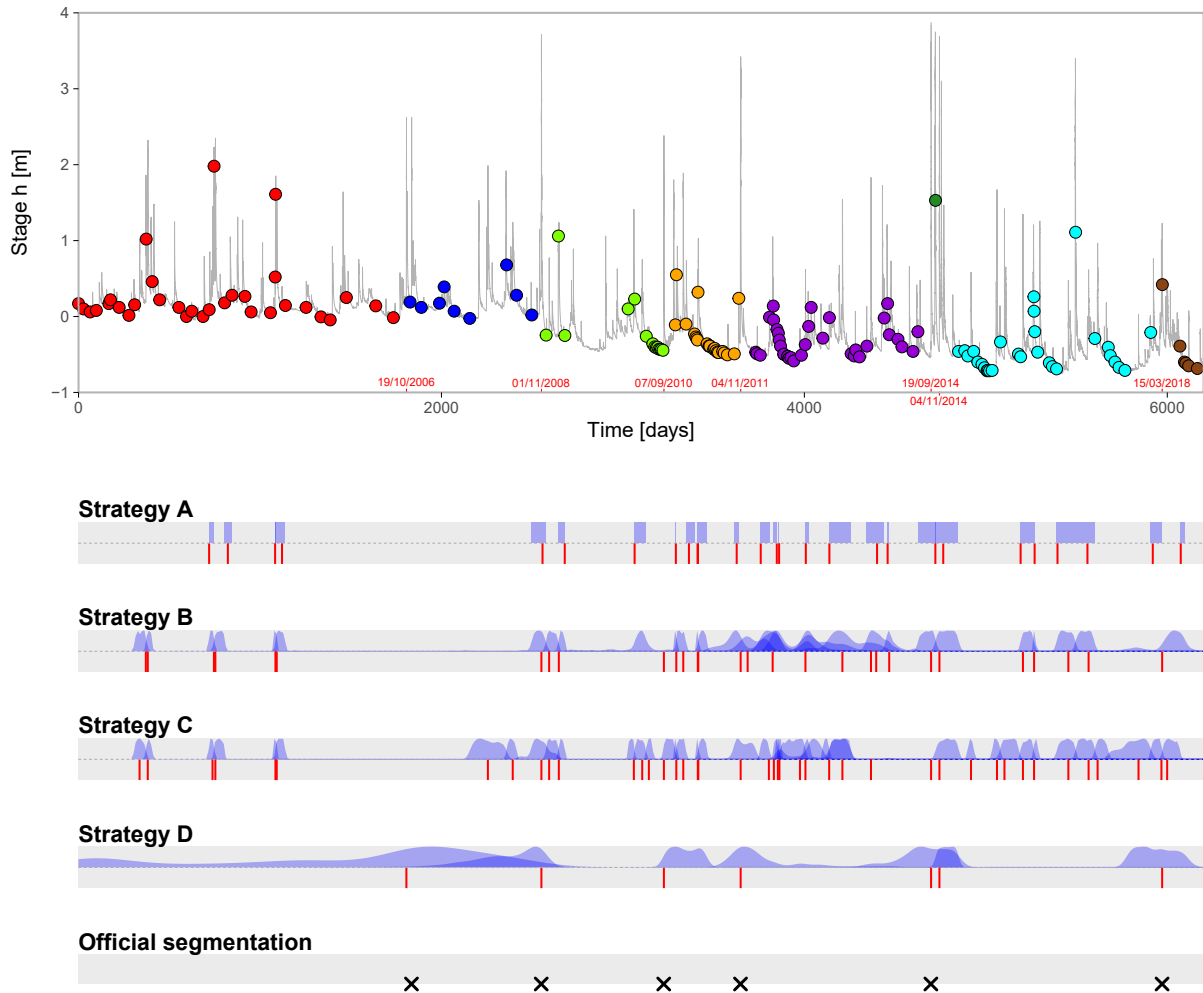 4
3
2
1
0
−1
Stage h [m]
19/10/2006 01/11/2008 07/09/2010 04/11/2011 19/09/2014 15/03/2018
04/11/2014
0 2000 4000 6000
Time [days]
Strategy A
Strategy B
Strategy C
Strategy D
Official segmentation